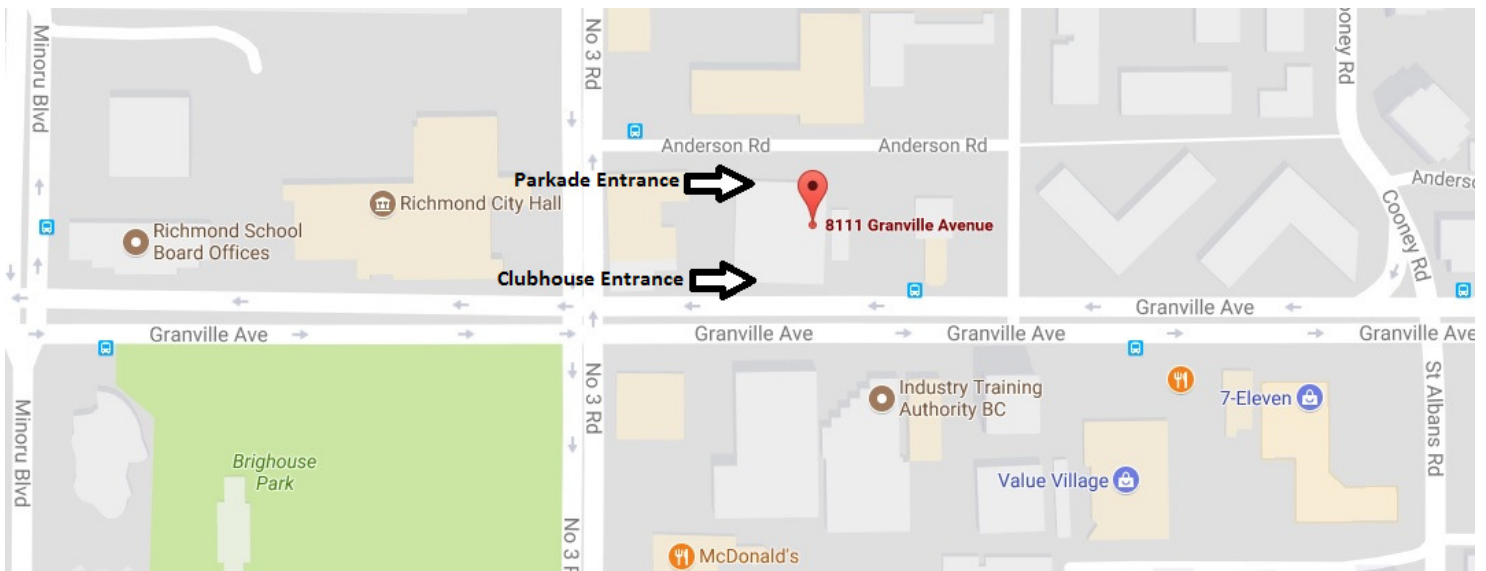 Minoru Blvd
No 3 Rd
ooney Rd
Anderson Rd
Anderson Rd
Parkade Entrance
Anderso
Richmond City Hall
Cooney Rd
8111 Granville Avenue
Richmond School
Board Offices
Clubhouse Entrance
Granville Ave
Granville Ave
Granville Ave
Granville Ave
Granville Ave
No 3 Rd
St Albans Rd
Industry Training
Authority BC
7-Eleven
Minoru Blvd
Brighouse
Park
Value Village
No 3 R
McDonald's